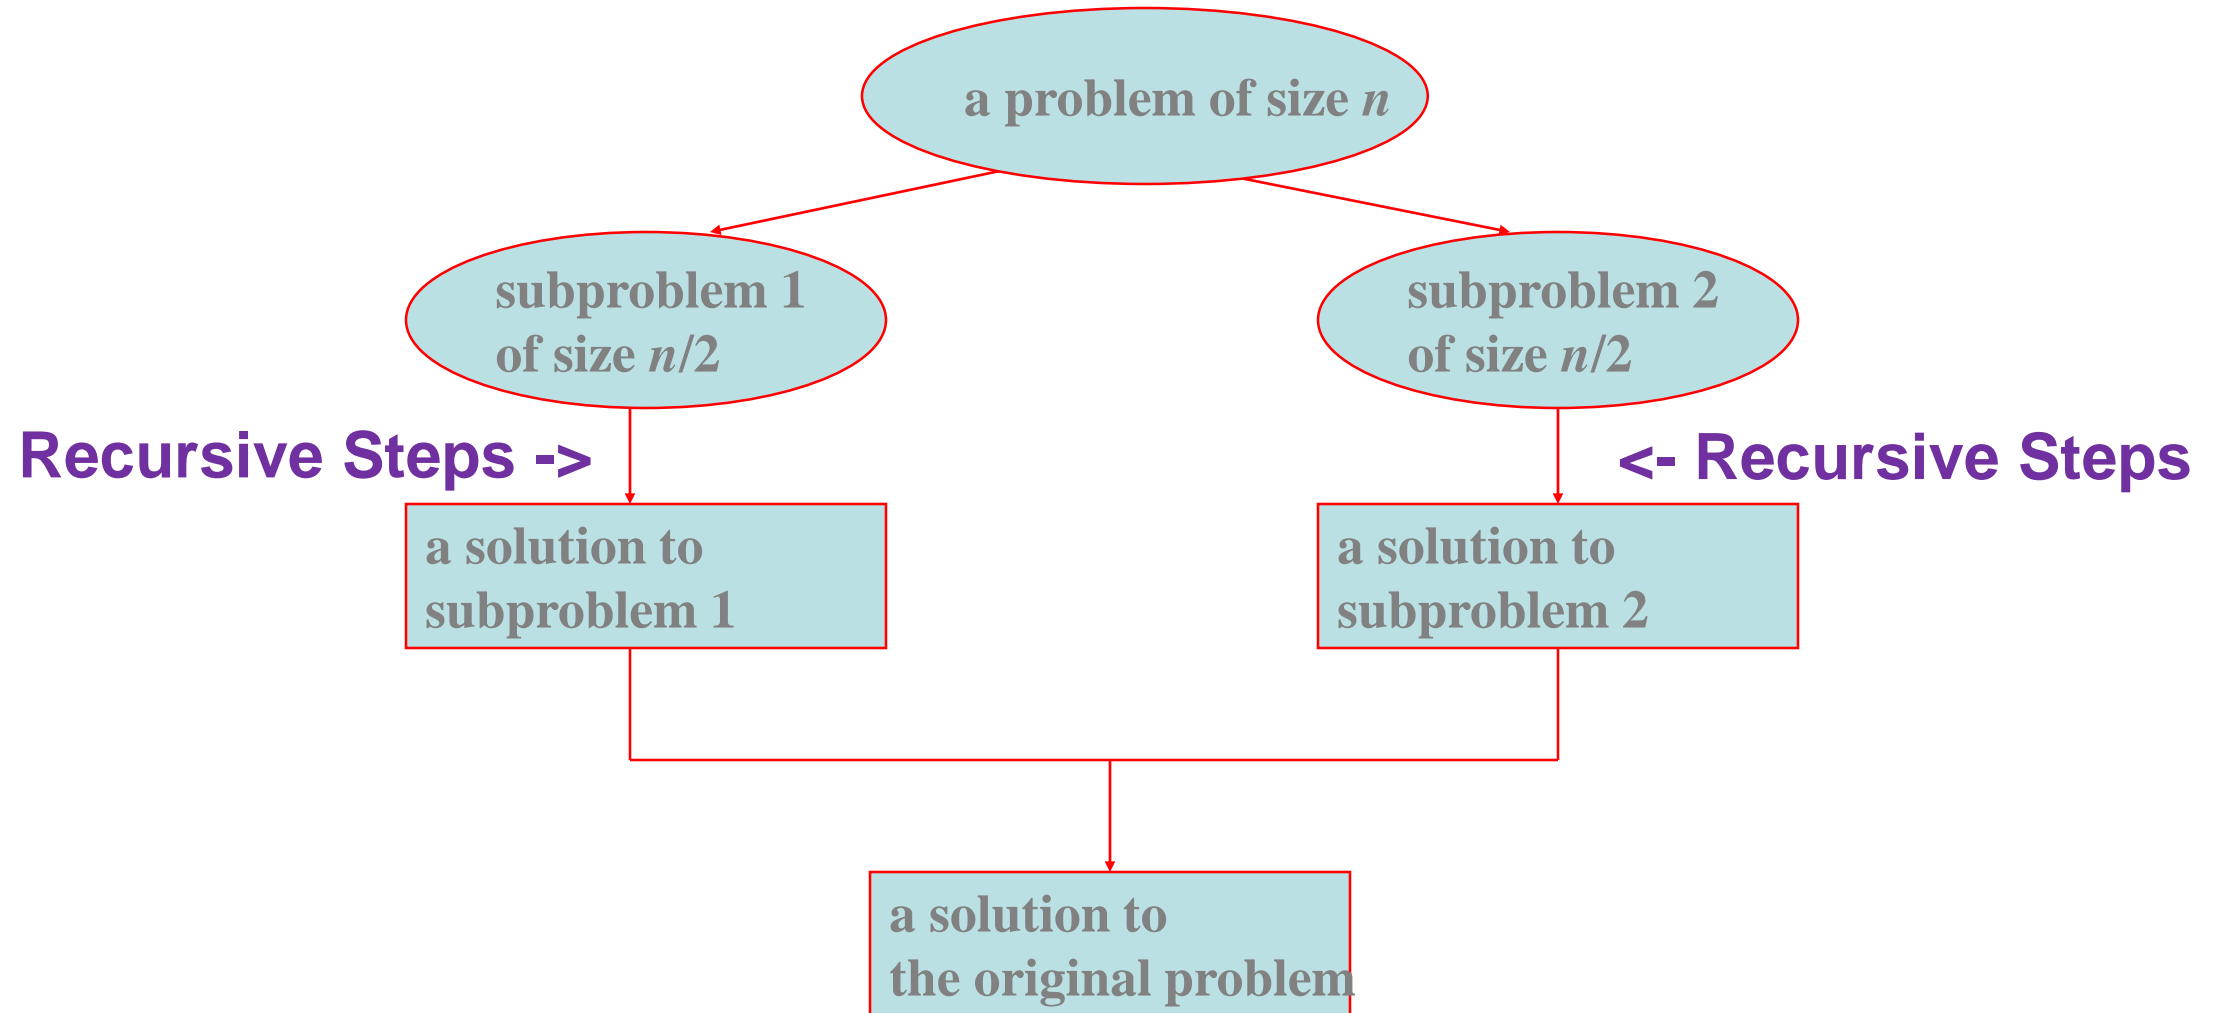 a problem of size n
subproblem 1
of size n/2
subproblem 2
of size n/2
Recursive Steps ->
<- Recursive Steps
a solution to
subproblem 1
a solution to
subproblem 2
a solution to
the original problem